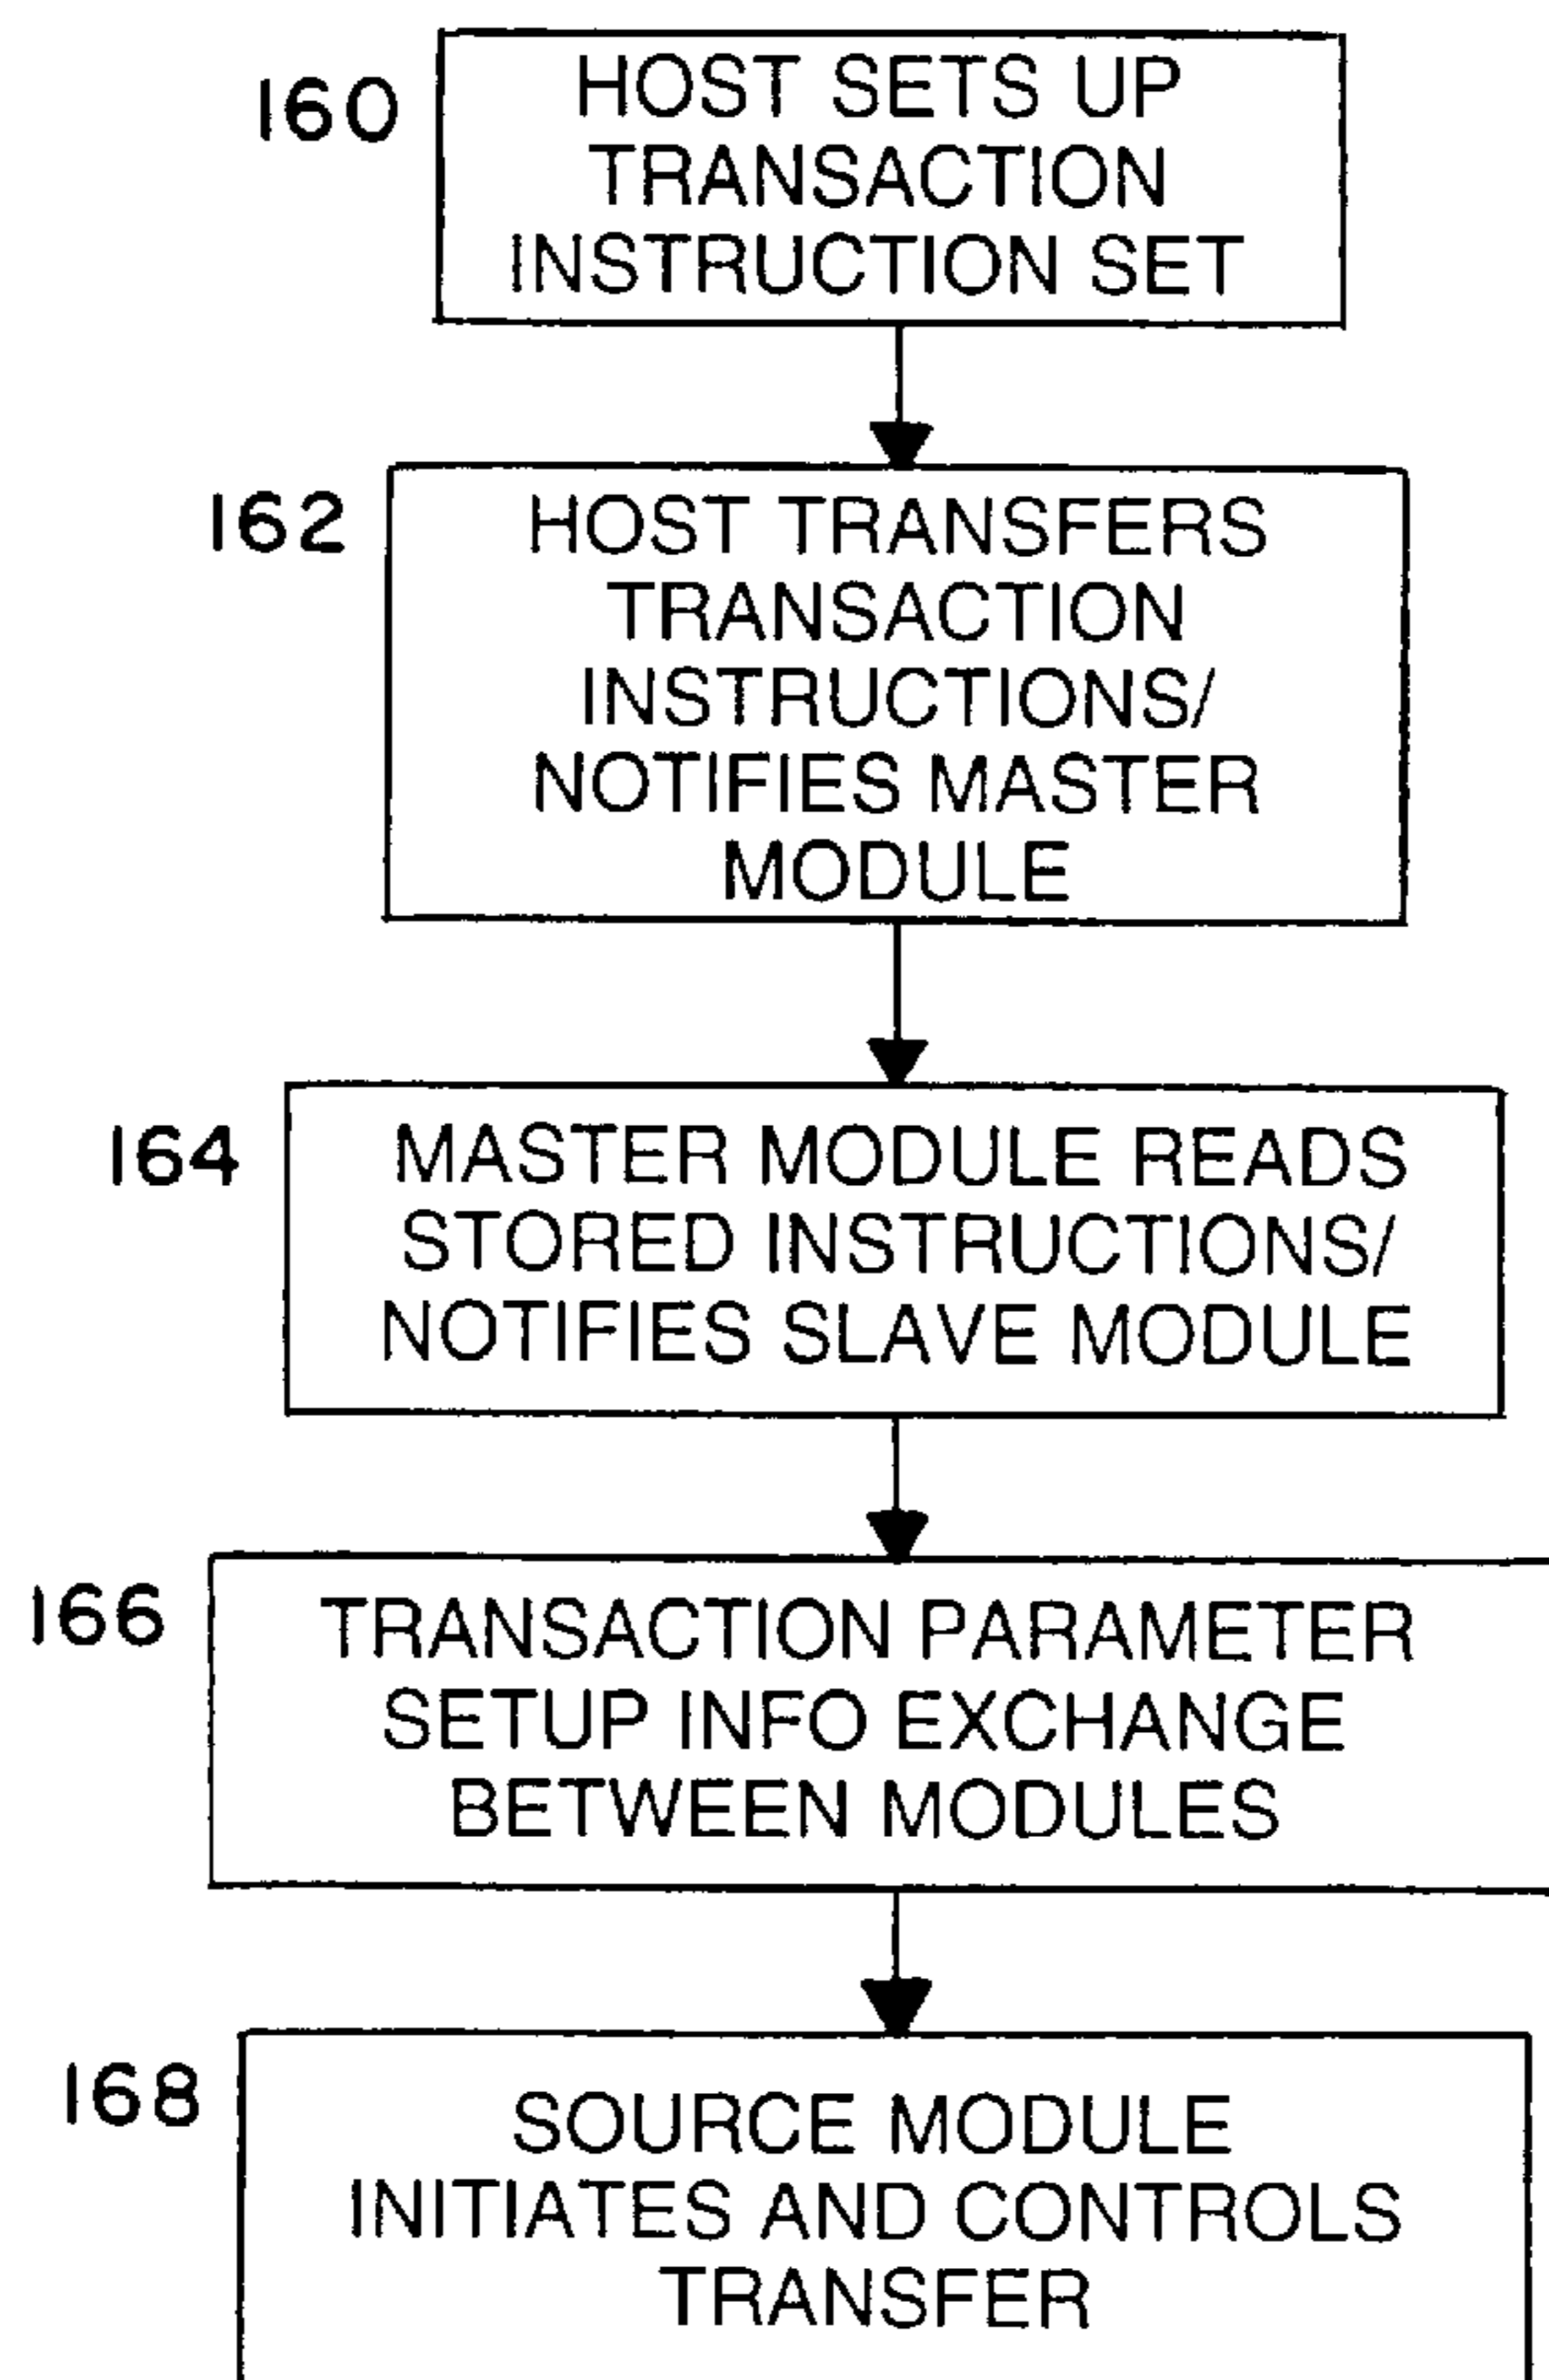 160
HOST SETS UP
TRANSACTION
INSTRUCTION SET
162
HOST TRANSFERS
TRANSACTION
INSTRUCTIONS/
NOTIFIES MASTER
MODULE
164
MASTER MODULE READS
STORED INSTRUCTIONS/
NOTIFIES SLAVE MODULE
166
TRANSACTION PARAMETER
SETUP INFO EXCHANGE
BETWEEN MODULES
168
SOURCE MODULE
INITIATES AND CONTROLS
TRANSFER